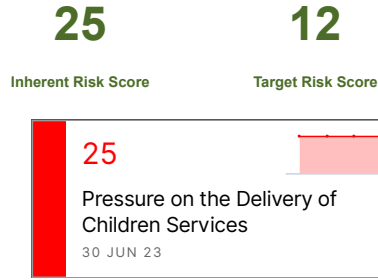 25 12
Inherent Risk Score Target Risk Score
25
Pressure on the Delivery of
Children Services
30 JUN 23